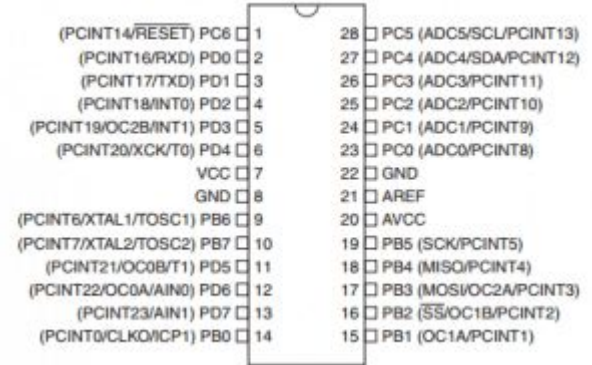 (PCINT14/RESET) PC6 1 28 PC5 (ADC5/SCL/PCINT13)
(PCINT16/RXD) PD0 2 27 PC4 (ADC4/SDA/PCINT12)
(PCINT17/TXD) PD1 3 26 PC3 (ADC3/PCINT11)
(PCINT18/INT0) PD2 4 25 PC2 (ADC2/PCINT10)
(PCINT19/OC2B/INT1) PD3 5 24 PC1 (ADC1/PCINT9)
(PCINT20/XCK/T0) PD4 6 23 PC0 (ADC0/PCINT8)
VCC 7 22 GND
GND 8 21 AREF
(PCINT6/XTAL1/TOSC1) PB6 9 20 AVCC
(PCINT7/XTAL2/TOSC2) PB7 10 19 PB5 (SCK/PCINT5)
(PCINT21/OC0B/T1) PD5 11 18 PB4 (MISO/PCINT4)
(PCINT22/OC0A/AIN0) PD6 12 17 PB3 (MOSI/OC2A/PCINT3)
(PCINT23/AIN1) PD7 13 16 PB2 (SS/OC1B/PCINT2)
(PCINT0/CLKO/ICP1) PB0 14 15 PB1 (OC1A/PCINT1)